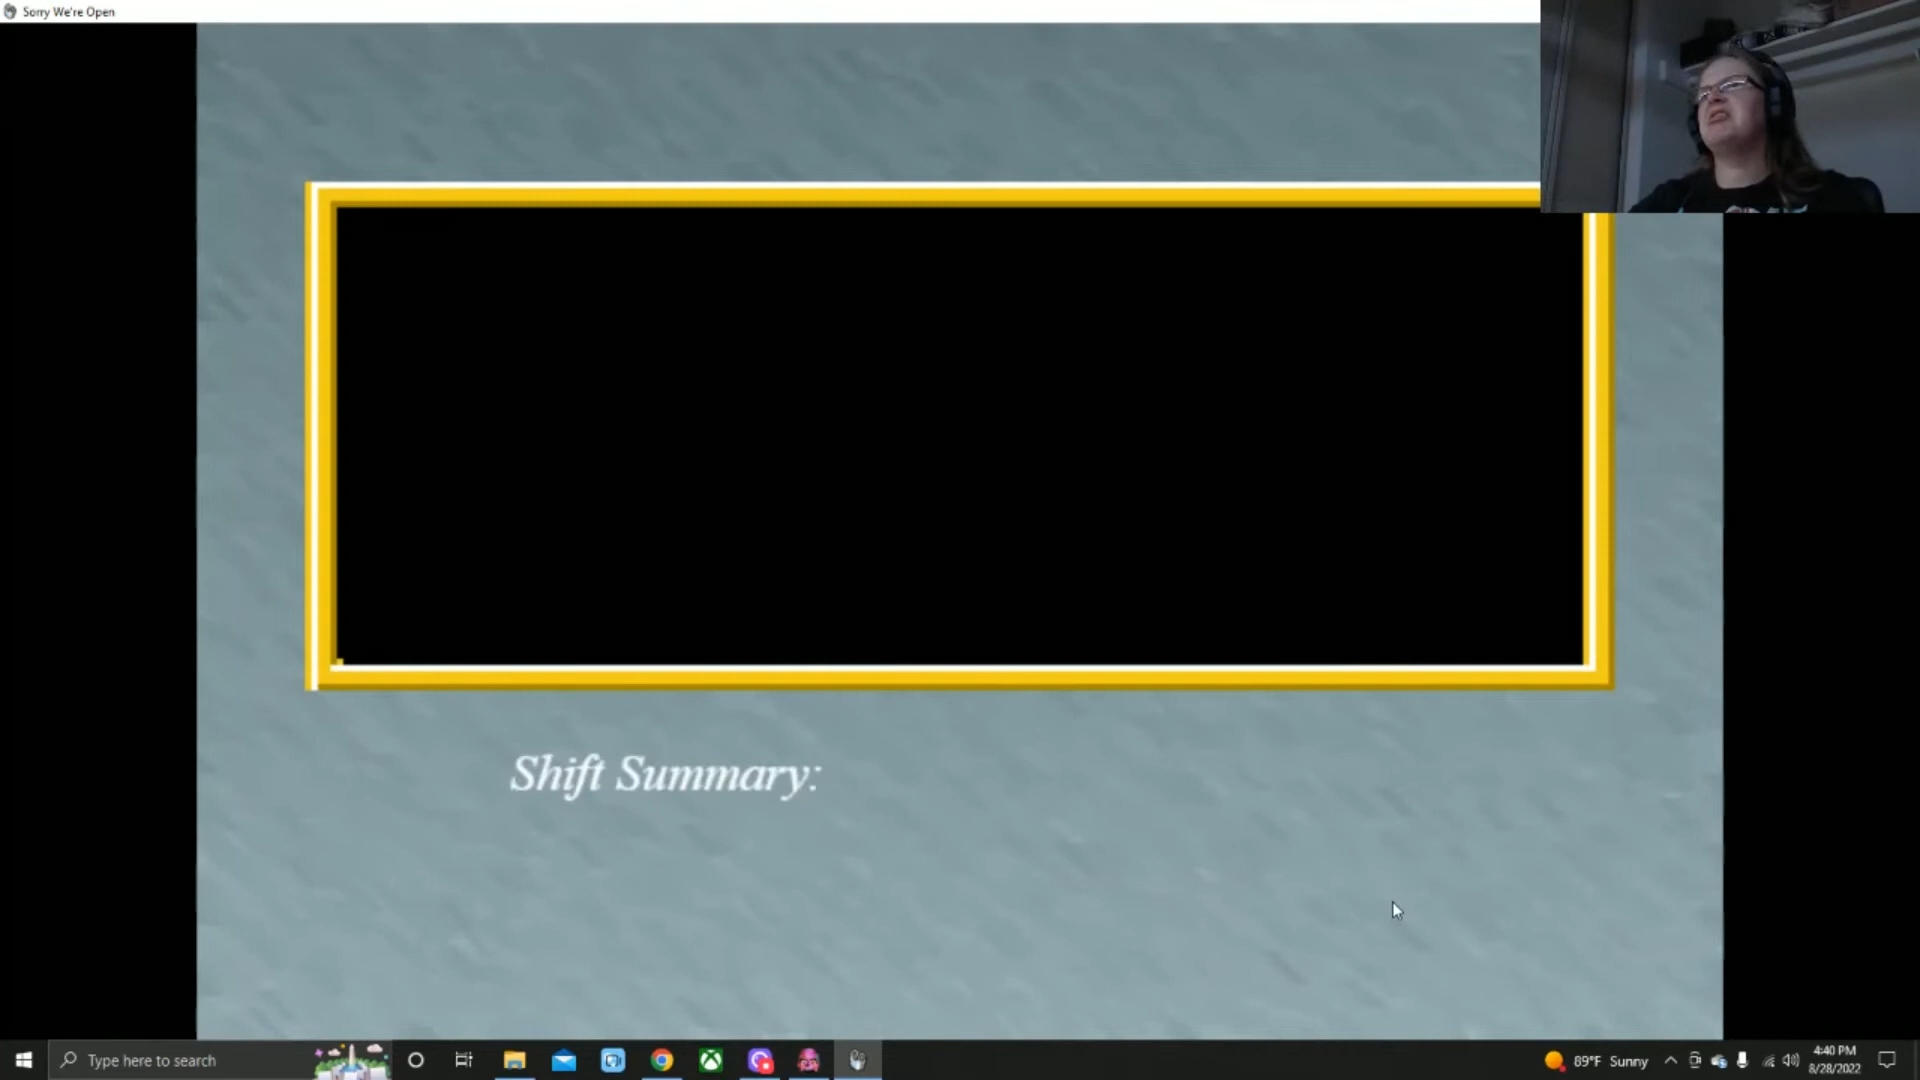 Sorry We're Open
Shift Summary:
Type here to search
89°F Sunny
4:40 PM
8/28/2022